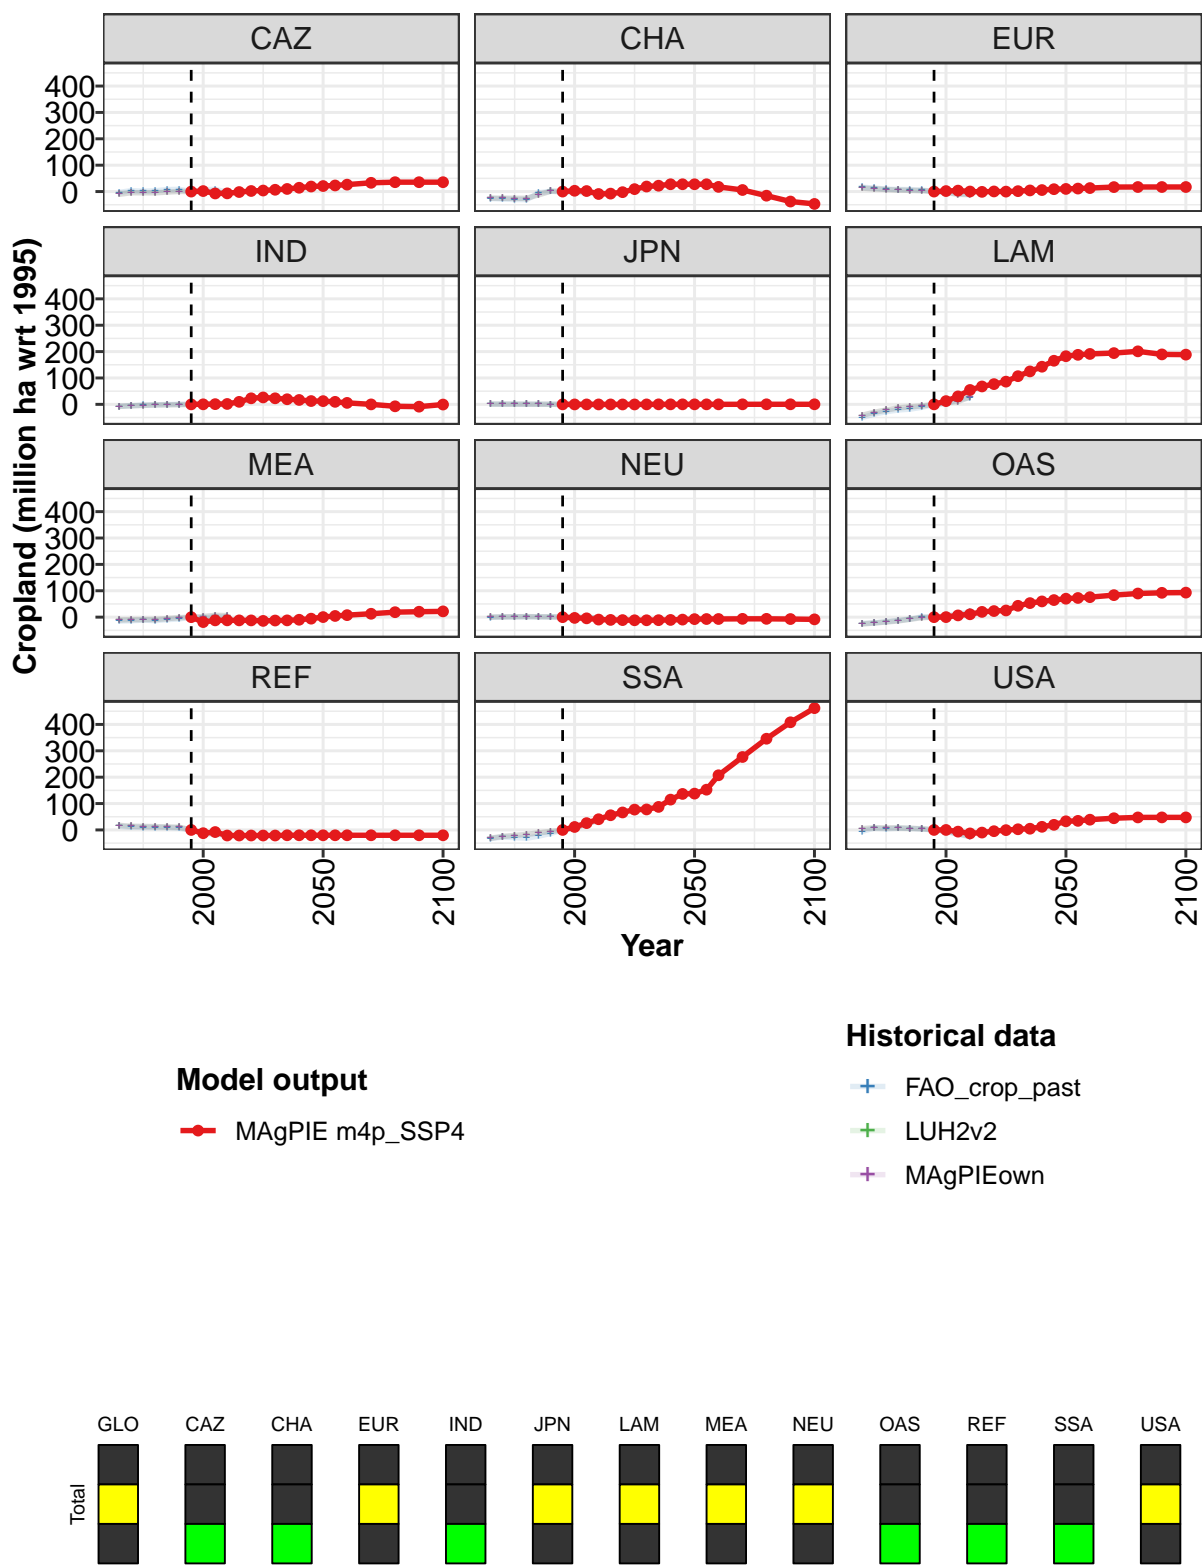 CAZ CHA EUR
400
300
200
100
0
IND JPN LAM
400
300
200
100
0
MEA NEU OAS
400
300
200
100
0
REF SSA USA
400
300
200
100
0
Cropland (million ha wrt 1995)
2000 2050 2100 2000 2050 2100 2000 2050 2100
Year
Model output
MAgPIE m4p_SSP4
Historical data
FAO_crop_past
LUH2v2
MAgPIEown
GLO CAZ CHA EUR IND JPN LAM MEA NEU OAS REF SSA USA
Total